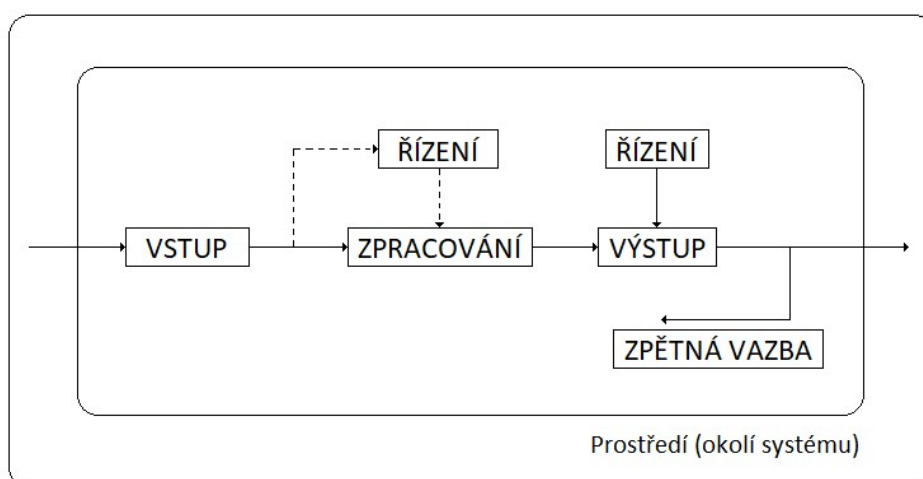 ŘÍZENÍ
ŘÍZENÍ
VSTUP
ZPRACOVÁNÍ
VÝSTUP
ZPĚTNÁ VAZBA
Prostředí (okolí systému)